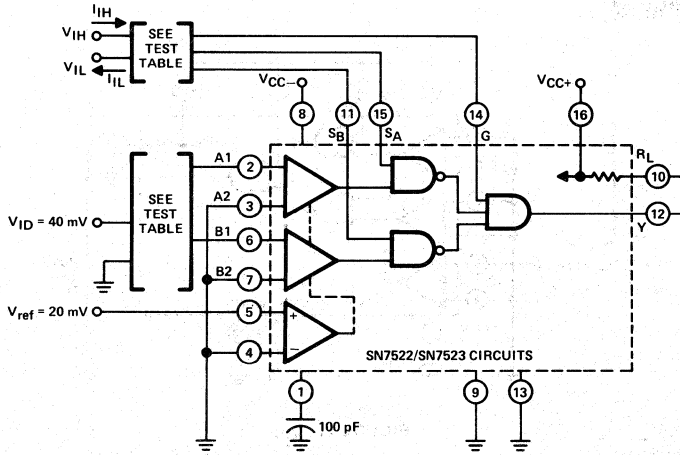 IIH
VIH
VIL
IIL
SEE
TEST
TABLE
VCC−
VCC+
8
11
15
14
16
SB
SA
G
RL
A1
2
10
A2
3
12
Y
SEE
TEST
TABLE
VID = 40 mV
B1
6
B2
7
Vref = 20 mV
5
+
4
−
SN7522/SN7523 CIRCUITS
1
9
13
100 pF